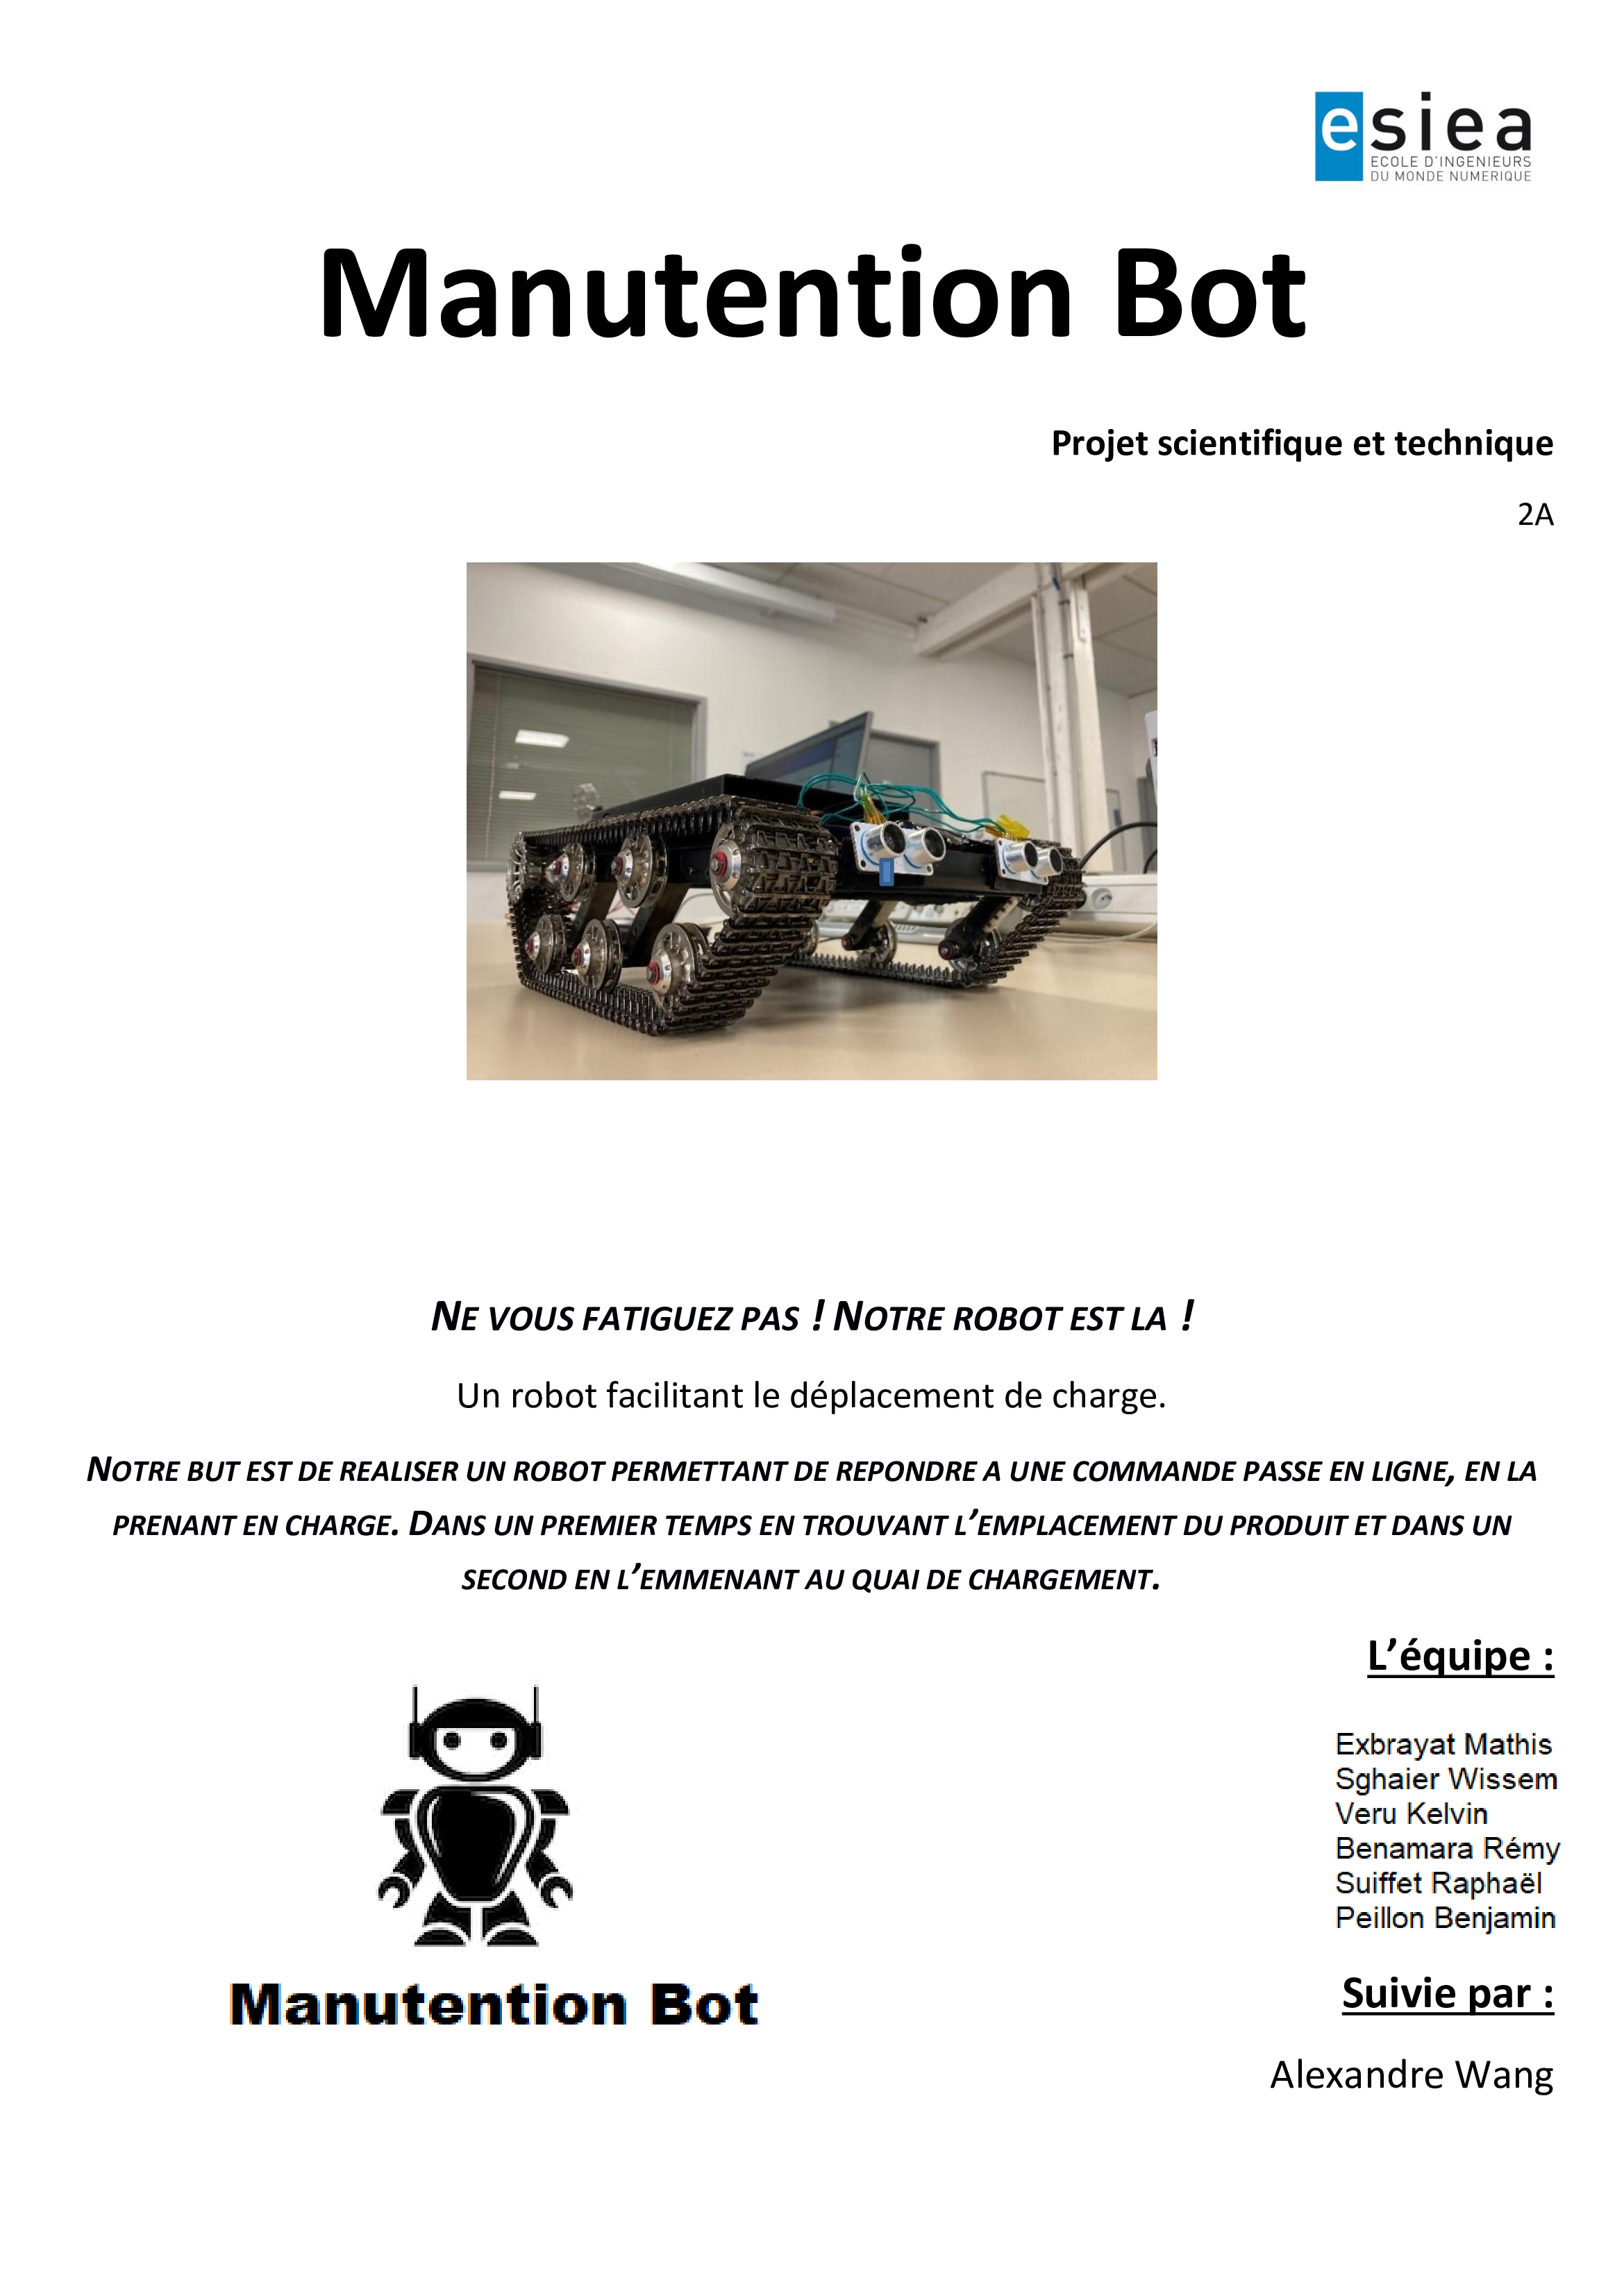 esiea
ECOLE D'INGENIEURS
DU MONDE NUMERIQUE
Manutention Bot
Projet scientifique et technique
2A
NE VOUS FATIGUEZ PAS ! NOTRE ROBOT EST LA !
Un robot facilitant le déplacement de charge.
NOTRE BUT EST DE REALISER UN ROBOT PERMETTANT DE REPONDRE A UNE COMMANDE PASSE EN LIGNE, EN LA
PRENANT EN CHARGE. DANS UN PREMIER TEMPS EN TROUVANT L’EMPLACEMENT DU PRODUIT ET DANS UN
SECOND EN L’EMMENANT AU QUAI DE CHARGEMENT.
L’équipe :
Exbrayat Mathis
Sghaier Wissem
Veru Kelvin
Benamara Rémy
Suiffet Raphaël
Peillon Benjamin
Manutention Bot
Suivie par :
Alexandre Wang